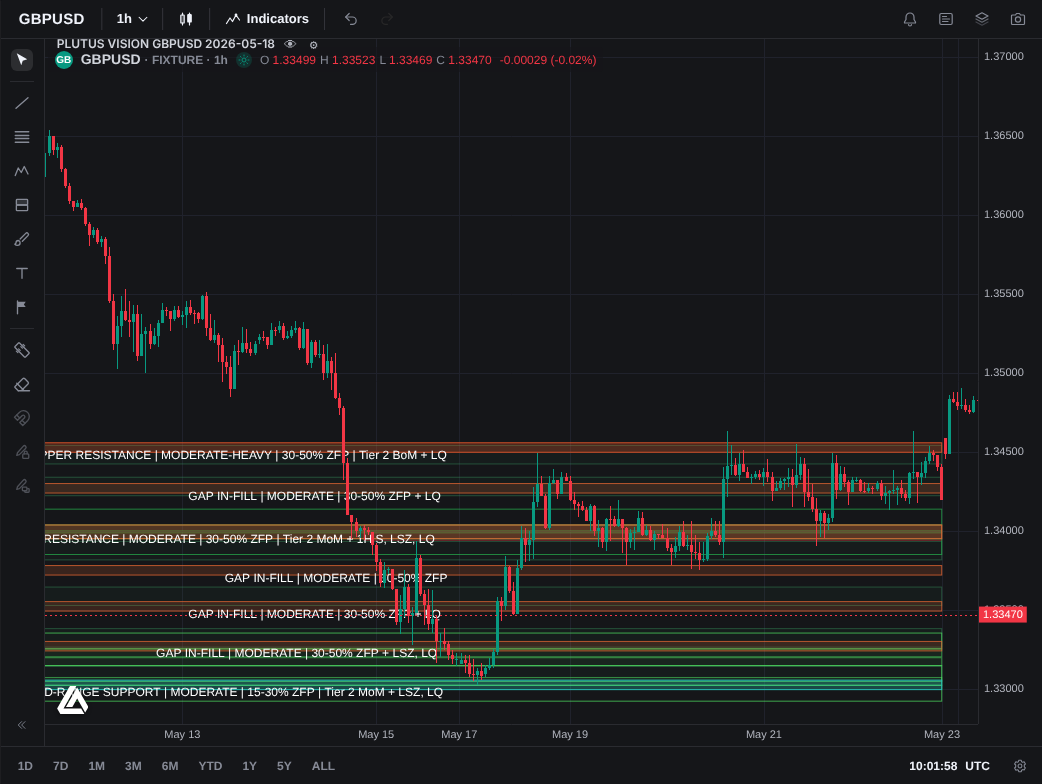 GBPUSD 1h Indicators
PLUTUS VISION GBPUSD 2026-05-18
GB GBPUSD · FIXTURE · 1h O 1.33499 H 1.33523 L 1.33469 C 1.33470 -0.00029 (-0.02%)
1.37000
1.36500
1.36000
1.35500
1.35000
1.34500
PPER RESISTANCE | MODERATE-HEAVY | 30-50% ZFP | Tier 2 BoM + LQ
GAP IN-FILL | MODERATE | 30-50% ZFP + LQ
1.34000
RESISTANCE | MODERATE | 30-50% ZFP | Tier 2 MoM + 1H S, LSZ, LQ
GAP IN-FILL | MODERATE | 30-50% ZFP
GAP IN-FILL | MODERATE | 30-50% ZFP + LQ
1.33470
GAP IN-FILL | MODERATE | 30-50% ZFP + LSZ, LQ
1.33000
D-RANGE SUPPORT | MODERATE | 15-30% ZFP | Tier 2 MoM + LSZ, LQ
May 13 May 15 May 17 May 19 May 21 May 23
1D 7D 1M 3M 6M YTD 1Y 5Y ALL 10:01:58 UTC